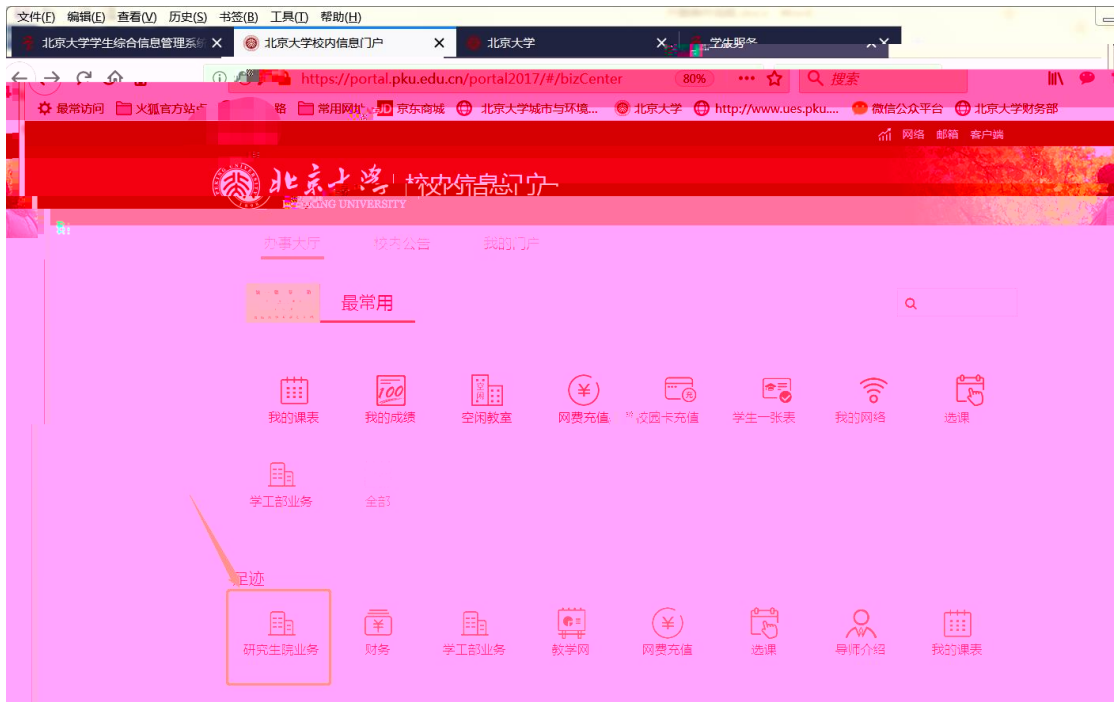 文件(F) 编辑(E) 查看(V) 历史(S) 书签(B) 工具(T) 帮助(H)
北京大学学生综合信息管理系统 北京大学校内信息门户 北京大学
https://portal.pku.edu.cn/portal2017/#/bizCenter 80% 搜索
最常访问 火狐官方站点 常用网址 JD 京东商城 北京大学城市与环境... 北京大学 http://www.ues.pku.... 微信公众平台 北京大学财务部
网络 邮箱 客户端
北京大学 校内信息门户
PEKING UNIVERSITY
办事大厅 校内公告 我的门户
最常用
我的课表 我的成绩 空闲教室 网费充值 校园卡充值 学生一张表 我的网络 选课
学工部业务 全部
足迹
研究生院业务 财务 学工部业务 教学网 网费充值 选课 导师介绍 我的课表